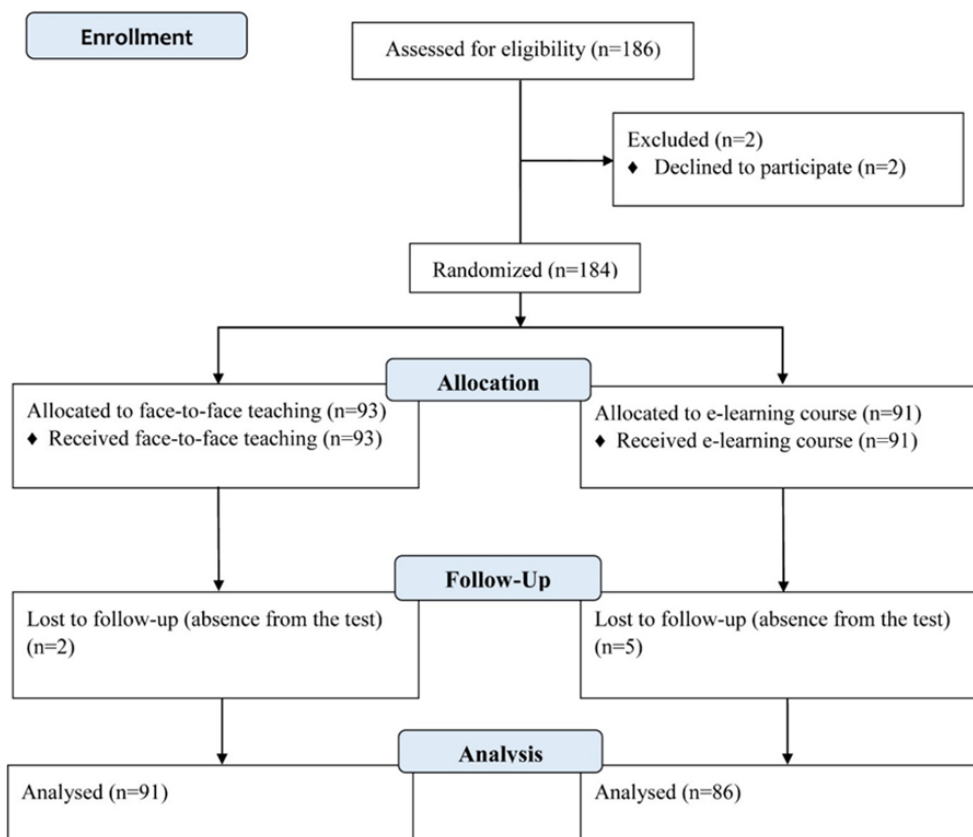 Enrollment
Assessed for eligibility (n=186)
Excluded (n=2)
♦ Declined to participate (n=2)
Randomized (n=184)
Allocation
Allocated to face-to-face teaching (n=93)
♦ Received face-to-face teaching (n=93)
Allocated to e-learning course (n=91)
♦ Received e-learning course (n=91)
Follow-Up
Lost to follow-up (absence from the test)
(n=2)
Lost to follow-up (absence from the test)
(n=5)
Analysis
Analysed (n=91)
Analysed (n=86)